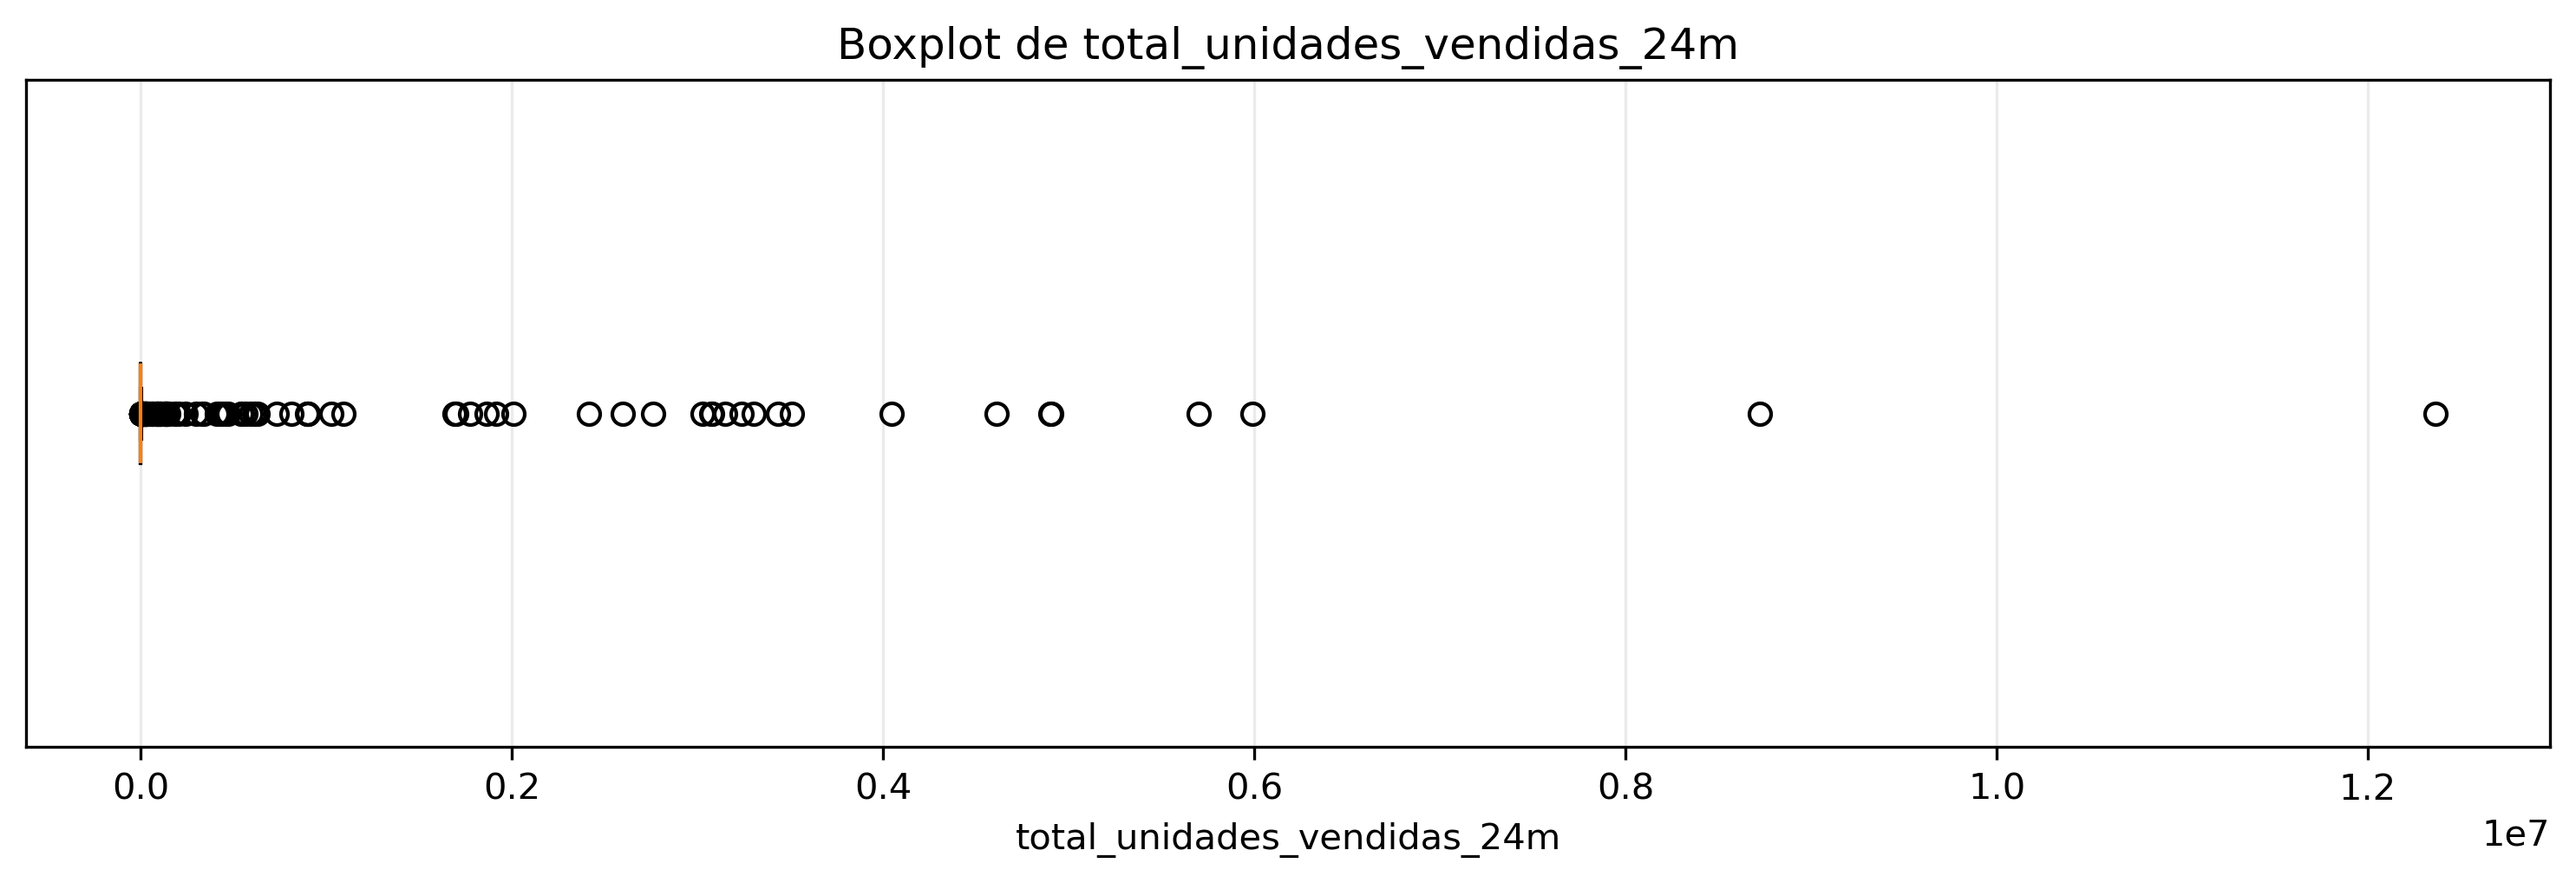 Boxplot de total_unidades_vendidas_24m
0.0 0.2 0.4 0.6 0.8 1.0 1.2
total_unidades_vendidas_24m
1e7